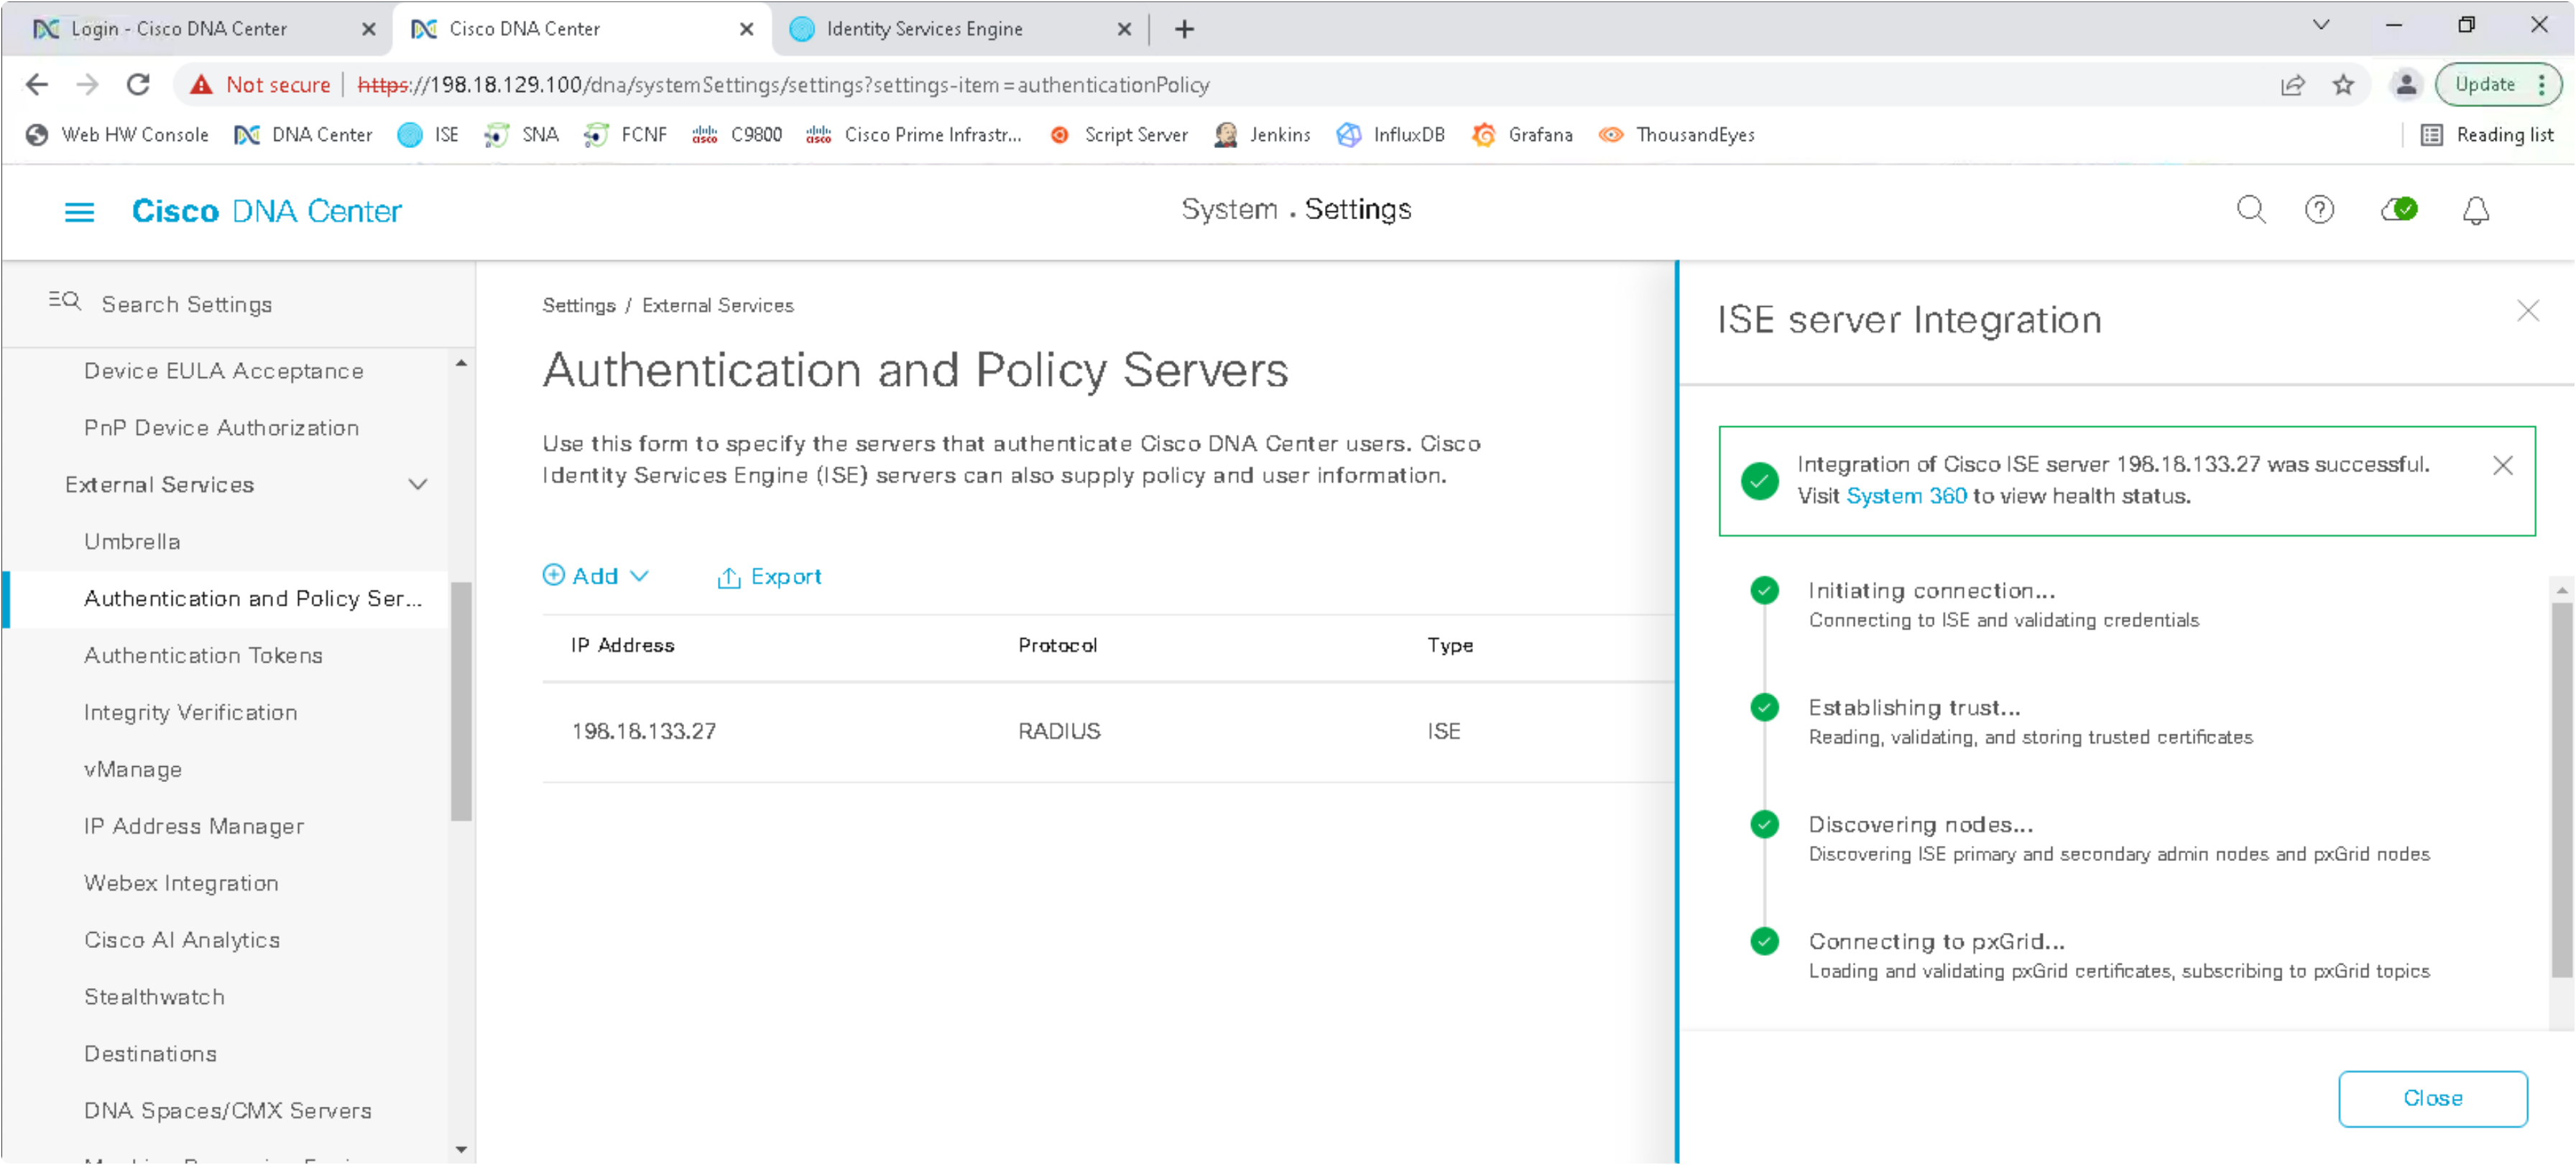 Login - Cisco DNA Center
Cisco DNA Center
Identity Services Engine
Not secure
https://198.18.129.100/dna/systemSettings/settings?settings-item=authenticationPolicy
Update
Web HW Console
DNA Center
ISE
SNA
FCNF
C9800
Cisco Prime Infrastr...
Script Server
Jenkins
InfluxDB
Grafana
ThousandEyes
Reading list
Cisco DNA Center
System . Settings
Search Settings
Device EULA Acceptance
PnP Device Authorization
External Services
Umbrella
Authentication and Policy Ser...
Authentication Tokens
Integrity Verification
vManage
IP Address Manager
Webex Integration
Cisco AI Analytics
Stealthwatch
Destinations
DNA Spaces/CMX Servers
Settings / External Services
Authentication and Policy Servers
Use this form to specify the servers that authenticate Cisco DNA Center users. Cisco
Identity Services Engine (ISE) servers can also supply policy and user information.
Add
Export
IP Address
Protocol
Type
198.18.133.27
RADIUS
ISE
ISE server Integration
Integration of Cisco ISE server 198.18.133.27 was successful.
Visit System 360 to view health status.
Initiating connection...
Connecting to ISE and validating credentials
Establishing trust...
Reading, validating, and storing trusted certificates
Discovering nodes...
Discovering ISE primary and secondary admin nodes and pxGrid nodes
Connecting to pxGrid...
Loading and validating pxGrid certificates, subscribing to pxGrid topics
Close